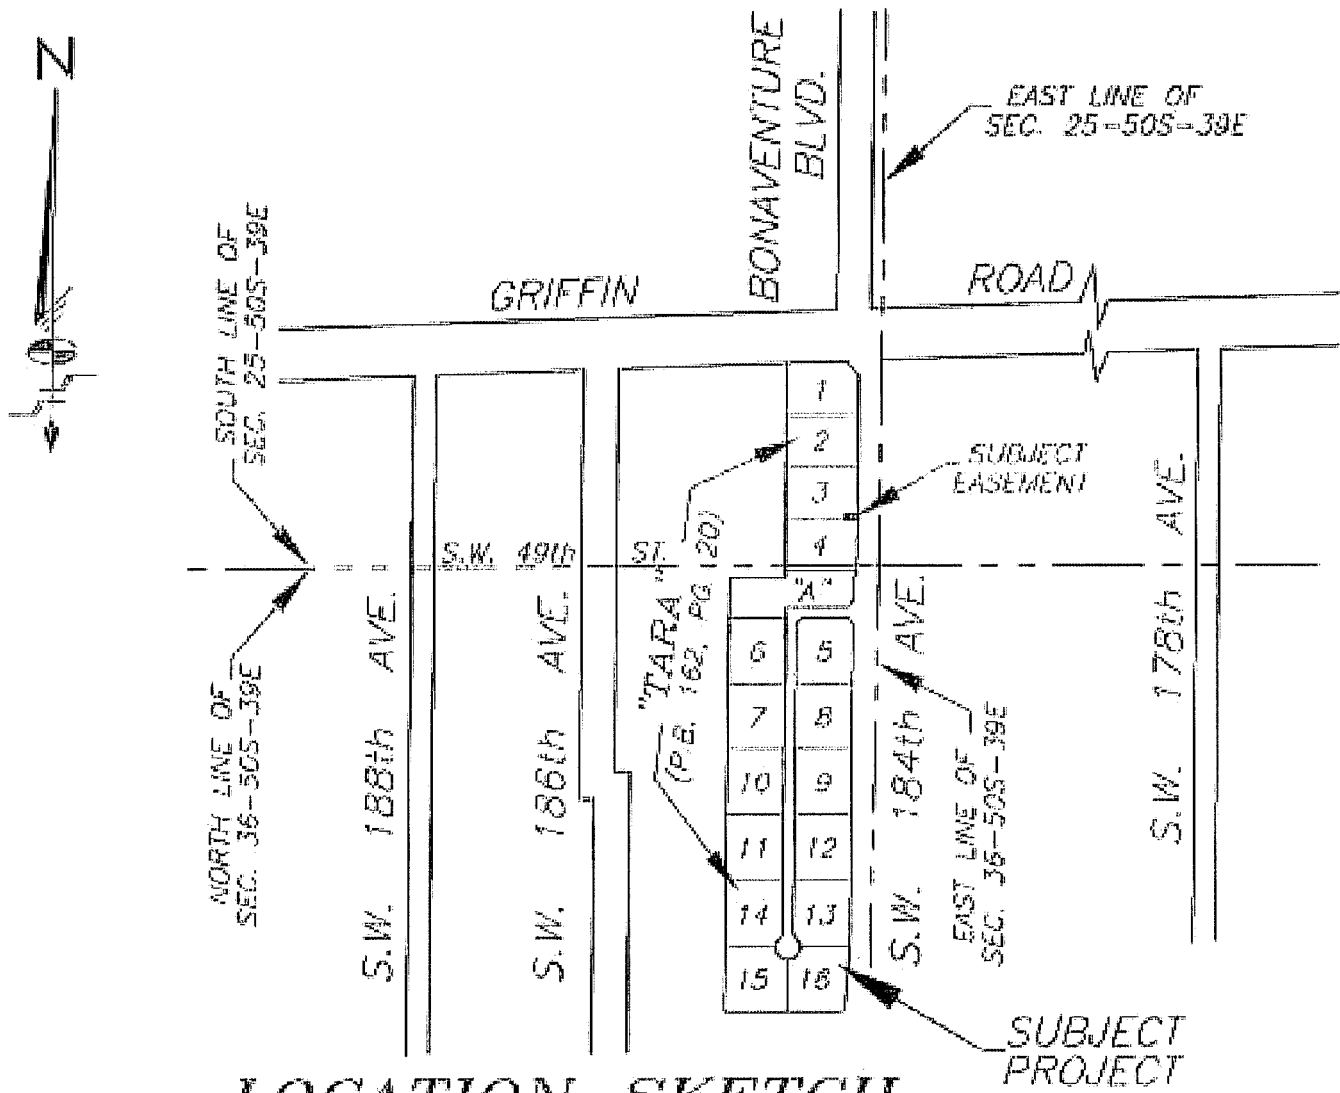 N
BONAVENTURE
BLVD.
EAST LINE OF
SEC. 25-50S-39E
SOUTH LINE OF
SEC. 25-50S-39E
GRIFFIN
ROAD
1
2
3
4
SUBJECT
EASEMENT
S.W. 49th ST.
"A"
"TARA"
(P.B. 162, PG. 20)
6
5
7
8
10
9
11
12
14
13
15
16
NORTH LINE OF
SEC. 36-50S-39E
S.W. 188th AVE.
S.W. 186th AVE.
S.W. 184th AVE.
EAST LINE OF
SEC. 36-50S-39E
S.W. 178th AVE.
SUBJECT
PROJECT
LOCATION SKETCH